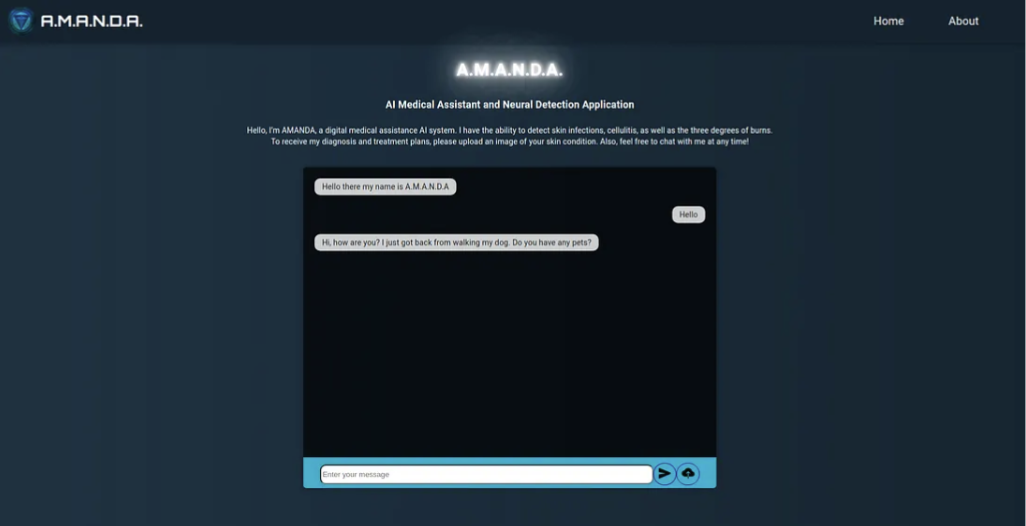 A.M.A.N.D.A.
Home
About
A.M.A.N.D.A.
AI Medical Assistant and Neural Detection Application
Hello, I'm AMANDA, a digital medical assistance AI system. I have the ability to detect skin infections, cellulitis, as well as the three degrees of burns.
To receive my diagnosis and treatment plans, please upload an image of your skin condition. Also, feel free to chat with me at any time!
Hello there my name is A.M.A.N.D.A
Hello
Hi, how are you? I just got back from walking my dog. Do you have any pets?
Enter your message